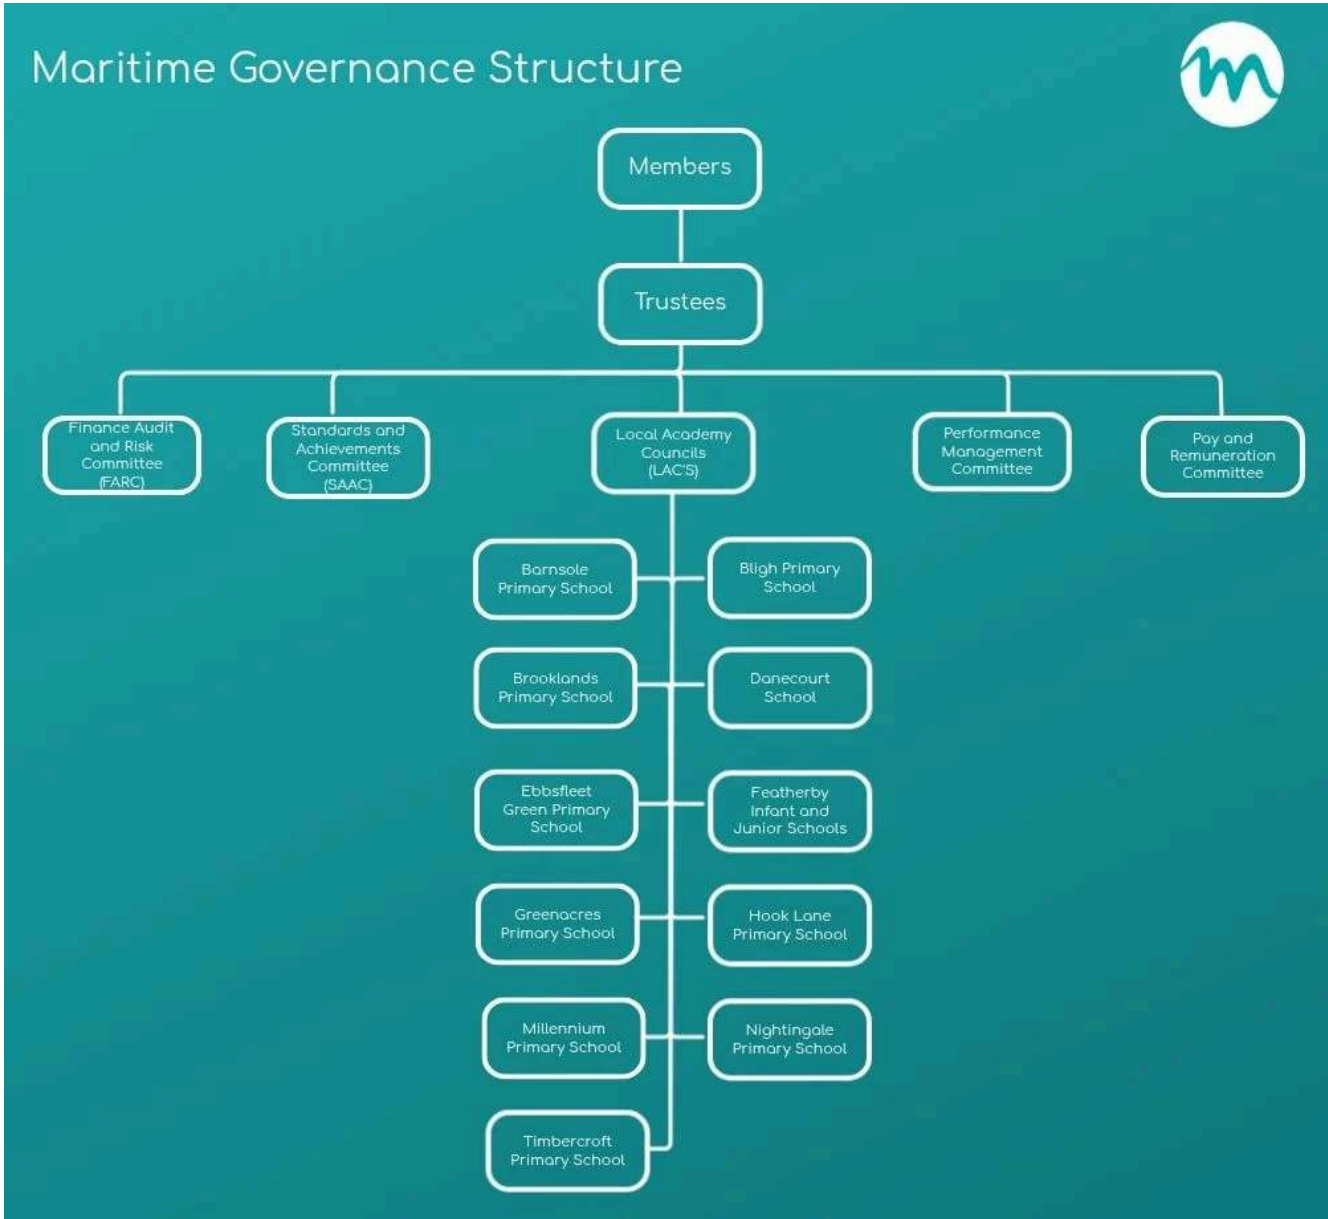 Maritime Governance Structure
Members
Trustees
Finance Audit
and Risk
Committee
(FARC)
Standards and
Achievements
Committee
(SAAC)
Local Academy
Councils
(LAC'S)
Performance
Management
Committee
Pay and
Remuneration
Committee
Barnsole
Primary School
Bligh Primary
School
Brooklands
Primary School
Danecourt
School
Ebbsfleet
Green Primary
School
Featherby
Infant and
Junior Schools
Greenacres
Primary School
Hook Lane
Primary School
Millennium
Primary School
Nightingale
Primary School
Timbercroft
Primary School